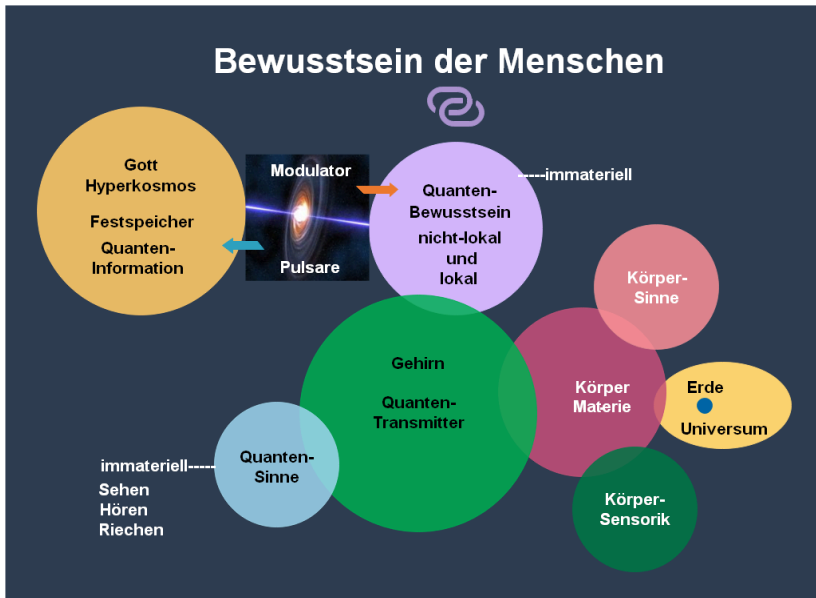 Bewusstsein der Menschen
Gott
Hyperkosmos
Festspeicher
Quanten-
Information
Modulator
Pulsare
Quanten-
Bewusstsein
nicht-lokal
und
lokal
-----immateriell
Körper-
Sinne
Gehirn
Quanten-
Transmitter
Körper
Materie
Erde
Universum
Quanten-
Sinne
immateriell-----
Sehen
Hören
Riechen
Körper-
Sensorik